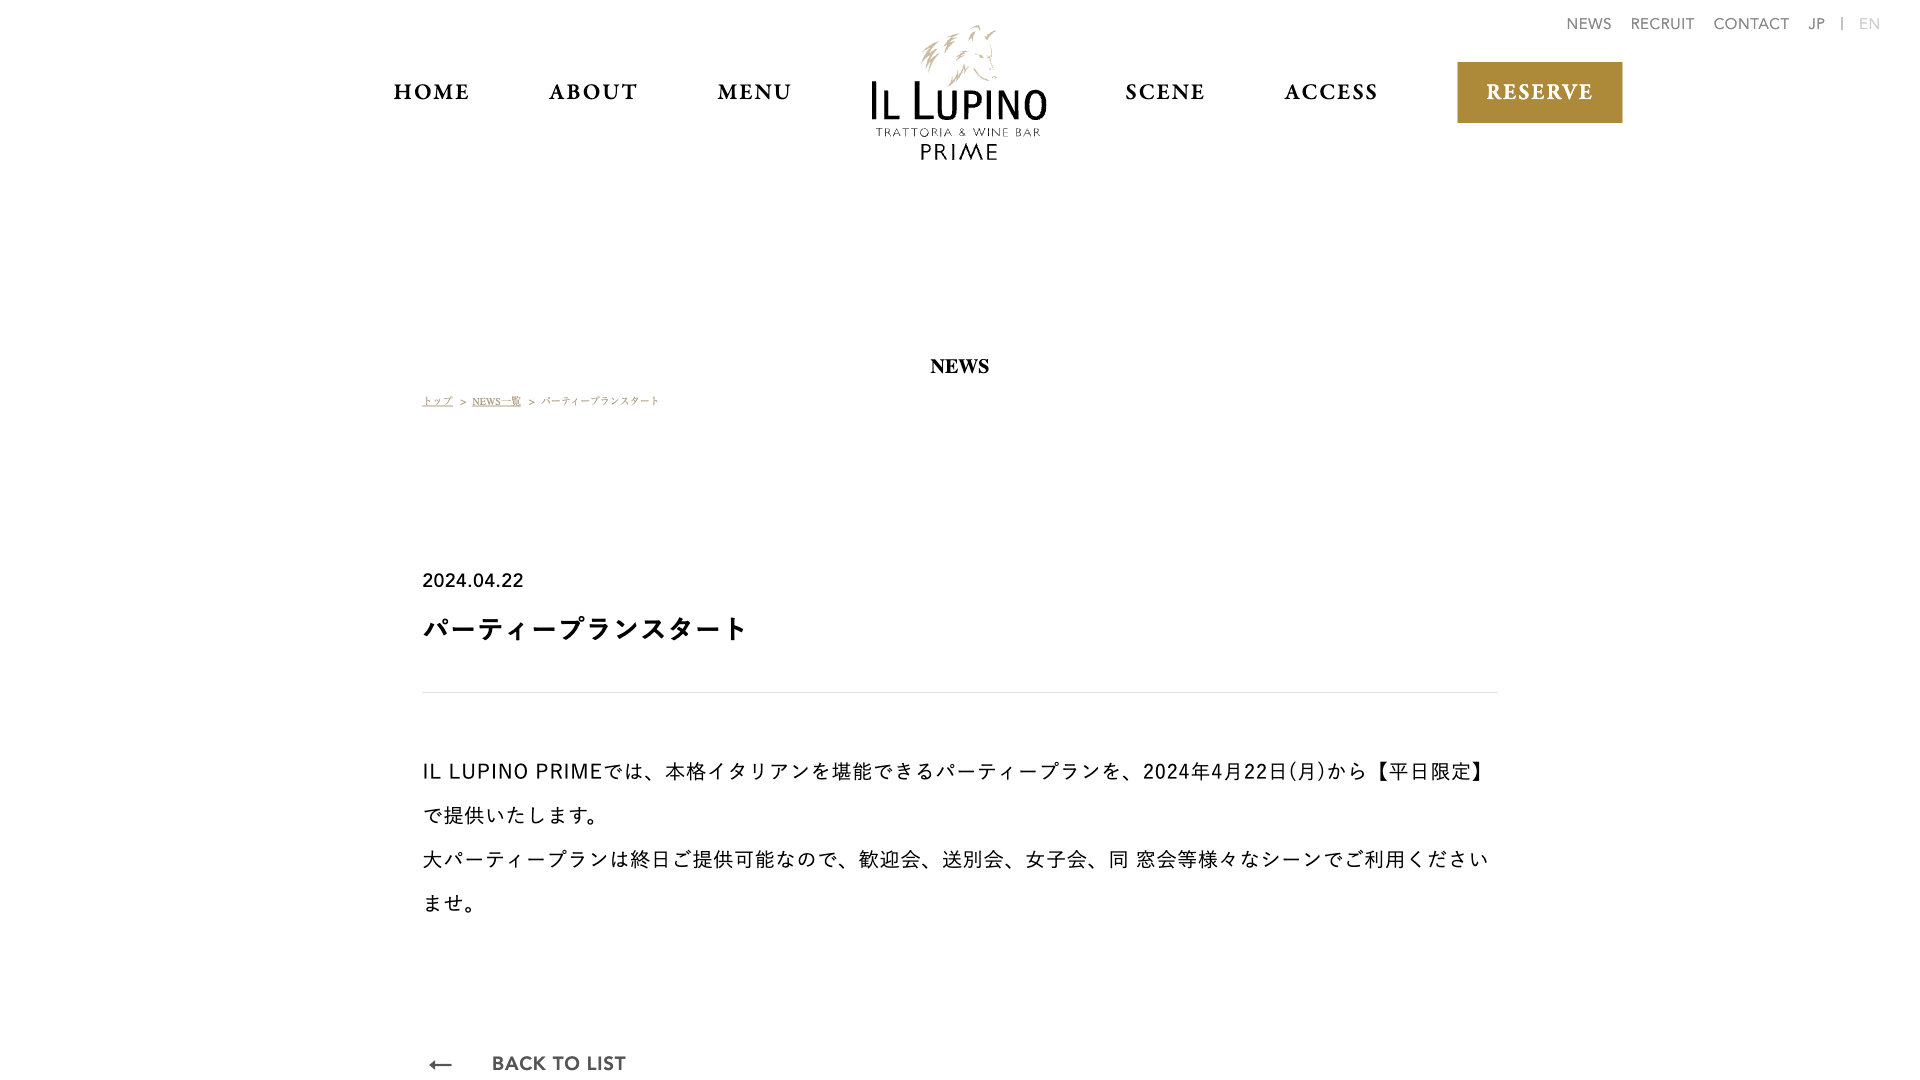 NEWS RECRUIT CONTACT JP | EN
HOME ABOUT MENU SCENE ACCESS RESERVE
IL LUPINO
TRATTORIA & WINE BAR
PRIME
NEWS
トップ > NEWS一覧 > パーティープランスタート
2024.04.22
パーティープランスタート
IL LUPINO PRIMEでは、本格イタリアンを堪能できるパーティープランを、2024年4月22日(月)から【平日限定】
で提供いたします。
大パーティープランは終日ご提供可能なので、歓迎会、送別会、女子会、同 窓会等様々なシーンでご利用ください
ませ。
← BACK TO LIST